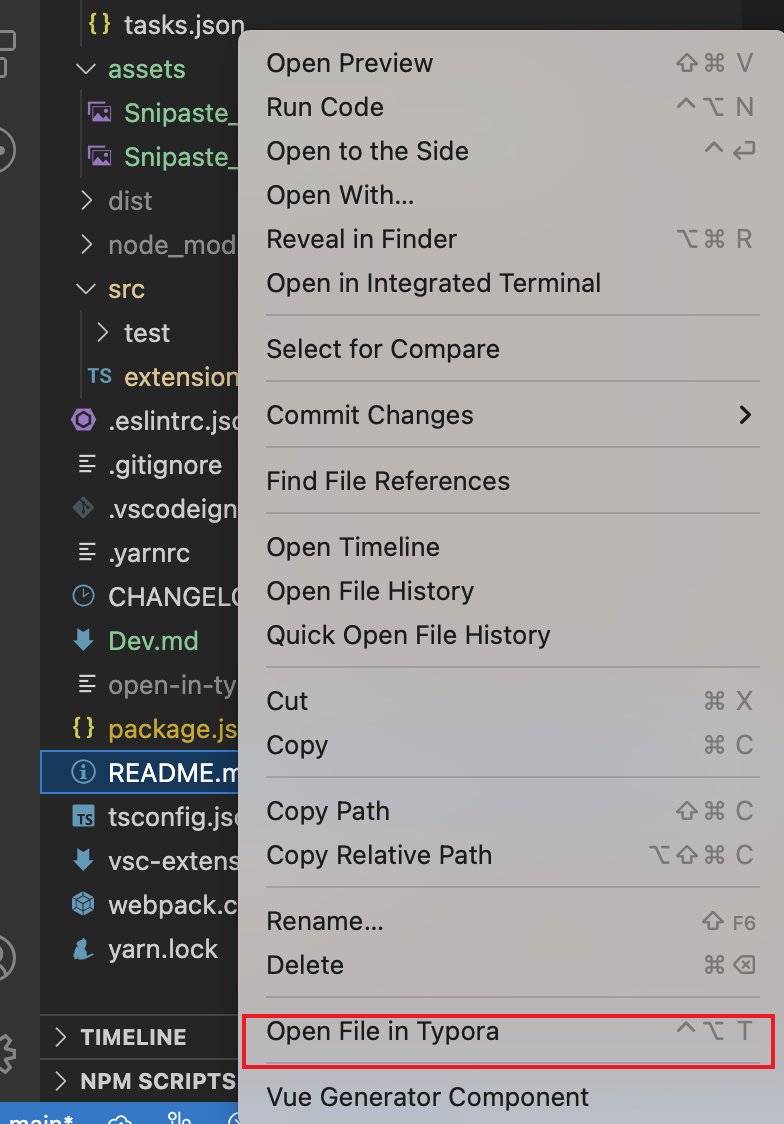 tasks.json
assets
Snipaste_
Snipaste_
dist
node_mod
src
test
TS extension
.eslintrc.jso
.gitignore
.vscodeign
.yarnrc
CHANGELO
Dev.md
open-in-ty
package.js
README.m
TS tsconfig.jso
vsc-extens
webpack.c
yarn.lock
TIMELINE
NPM SCRIPTS
main*
Open Preview ⇧⌘ V
Run Code ^⌥ N
Open to the Side ^↩
Open With...
Reveal in Finder ⌥⌘ R
Open in Integrated Terminal
Select for Compare
Commit Changes
Find File References
Open Timeline
Open File History
Quick Open File History
Cut ⌘ X
Copy ⌘ C
Copy Path ⇧⌘ C
Copy Relative Path ⌥⇧⌘ C
Rename... ⇧ F6
Delete ⌘⌫
Open File in Typora ^⌥ T
Vue Generator Component